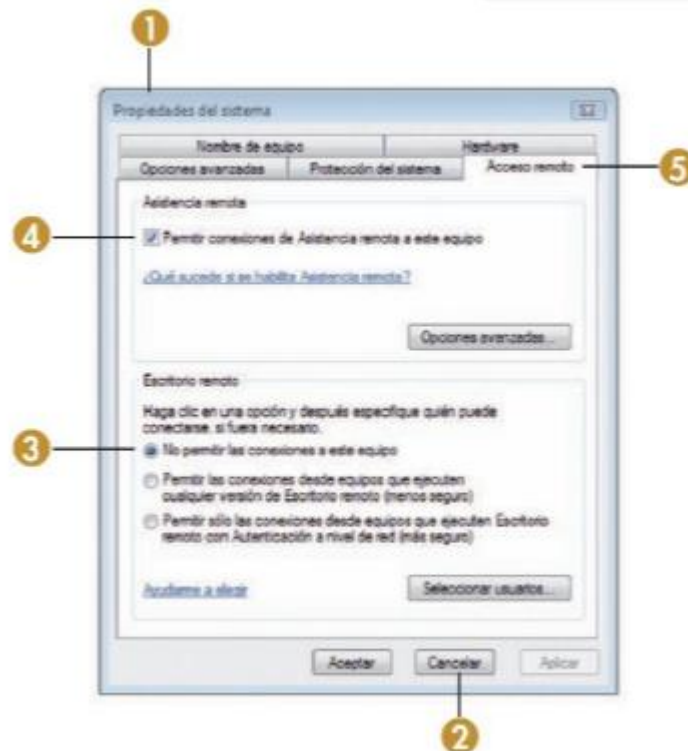 1
Propiedades del sistema
Nombre de equipo Hardware
Opciones avanzadas Protección del sistema Acceso remoto
5
Asistencia remota
4
Permitir conexiones de Asistencia remota a este equipo
¿Qué sucede si se habilita Asistencia remota?
Opciones avanzadas...
Escritorio remoto
Haga clic en una opción y después especifique quién puede
conectarse, si fuera necesario.
3
No permitir las conexiones a este equipo
Permitir las conexiones desde equipos que ejecuten
cualquier versión de Escritorio remoto (menos seguro)
Permitir sólo las conexiones desde equipos que ejecuten Escritorio
remoto con Autenticación a nivel de red (más seguro)
Ayudarme a elegir
Seleccionar usuarios...
Aceptar Cancelar Aplicar
2